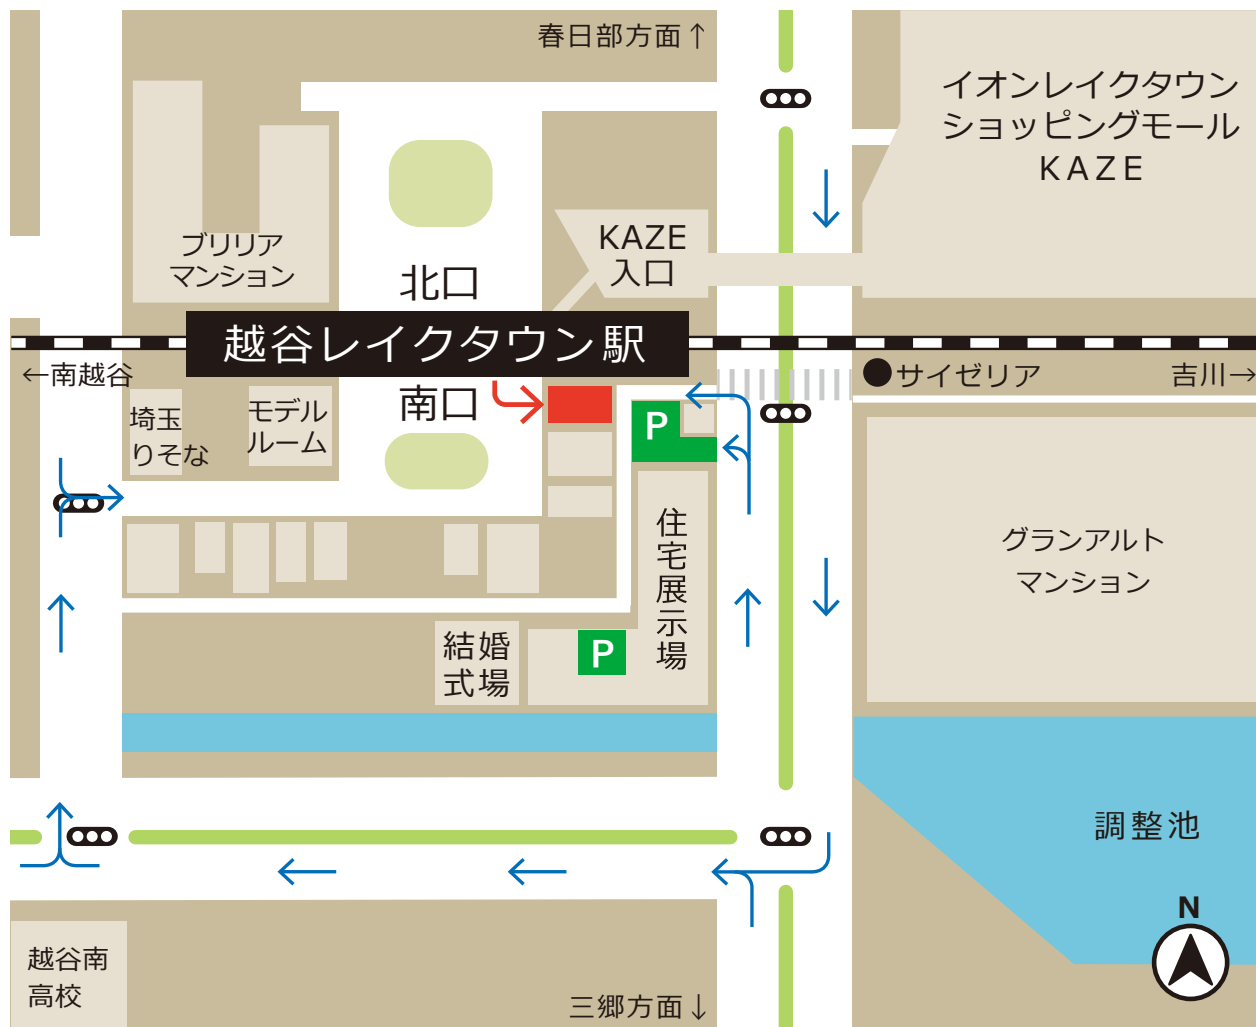 春日部方面↑
イオンレイクタウン
ショッピングモール
KAZE
ブリリア
マンション
北口
KAZE
入口
越谷レイクタウン駅
←南越谷
サイゼリア
吉川→
埼玉
りそな
モデル
ルーム
南口
P
住宅展示場
グランアルト
マンション
結婚
式場
P
調整池
N
越谷南
高校
三郷方面↓